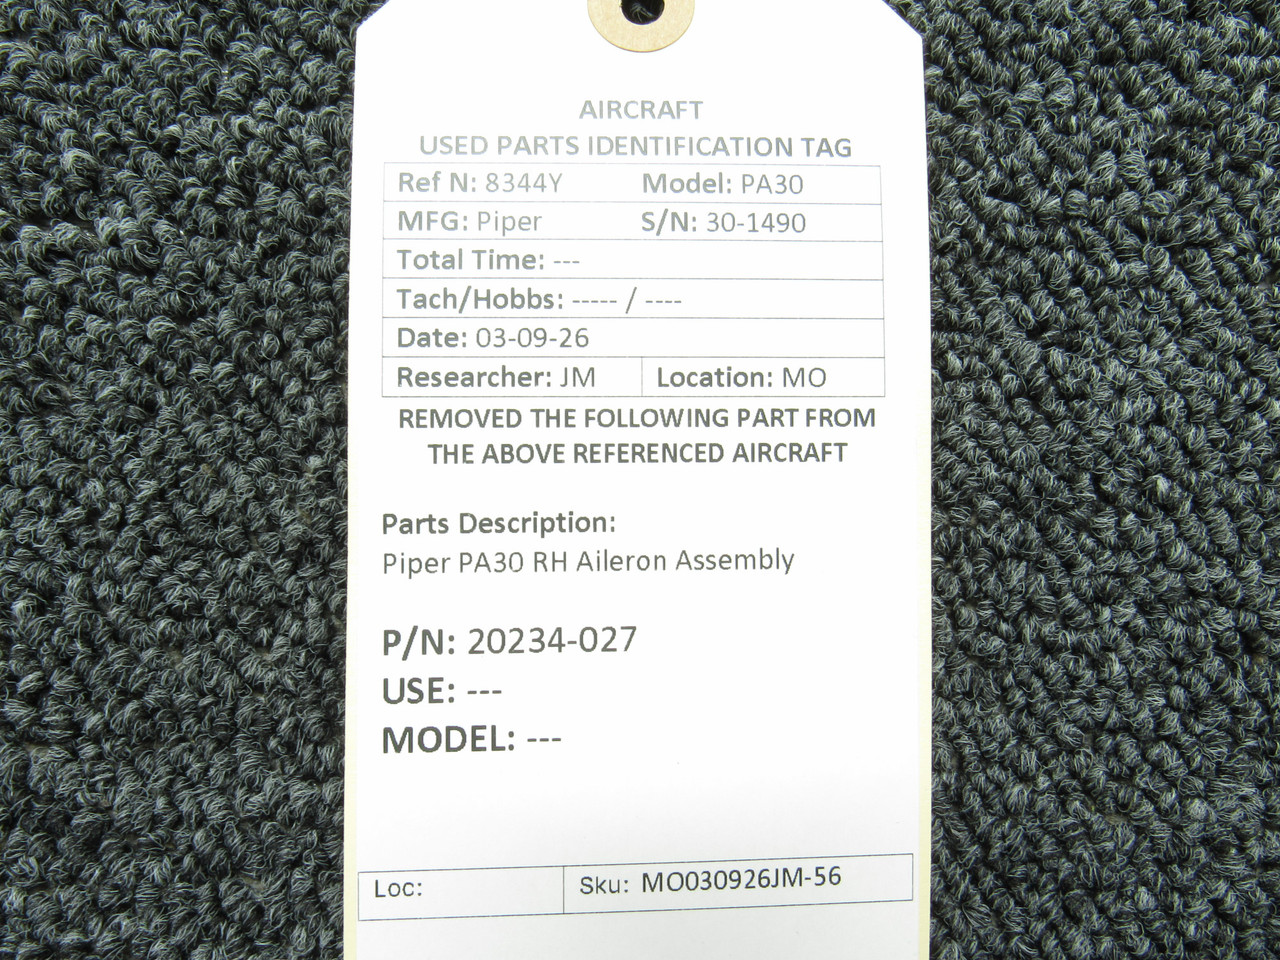 AIRCRAFT
USED PARTS IDENTIFICATION TAG
Ref N: 8344Y Model: PA30
MFG: Piper S/N: 30-1490
Total Time: ---
Tach/Hobbs: ----- / ----
Date: 03-09-26
Researcher: JM Location: MO
REMOVED THE FOLLOWING PART FROM
THE ABOVE REFERENCED AIRCRAFT
Parts Description:
Piper PA30 RH Aileron Assembly
P/N: 20234-027
USE: ---
MODEL: ---
Loc: Sku: MO030926JM-56